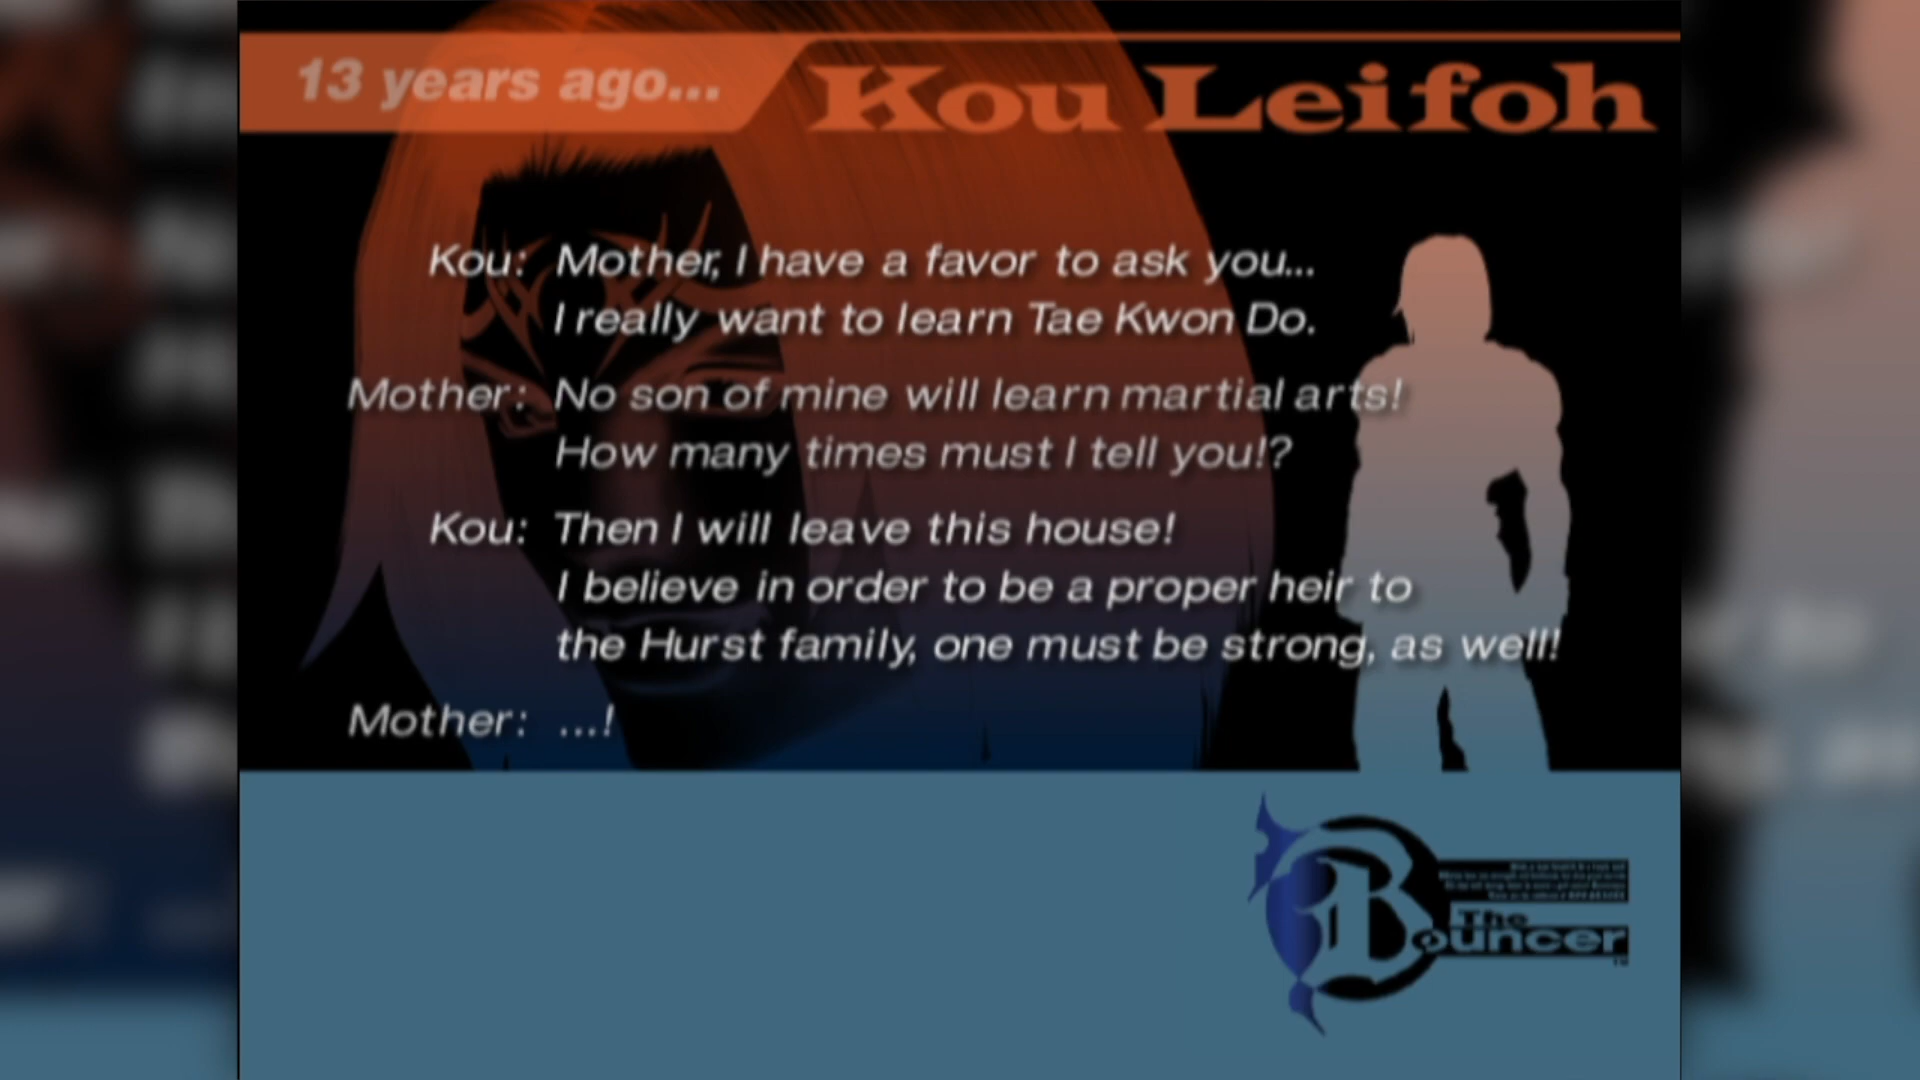 13 years ago...
Kou Leifoh
Kou: Mother, I have a favor to ask you...
I really want to learn Tae Kwon Do.
Mother: No son of mine will learn martial arts!
How many times must I tell you!?
Kou: Then I will leave this house!
I believe in order to be a proper heir to
the Hurst family, one must be strong, as well!
Mother: ...!
The
Bouncer
TM